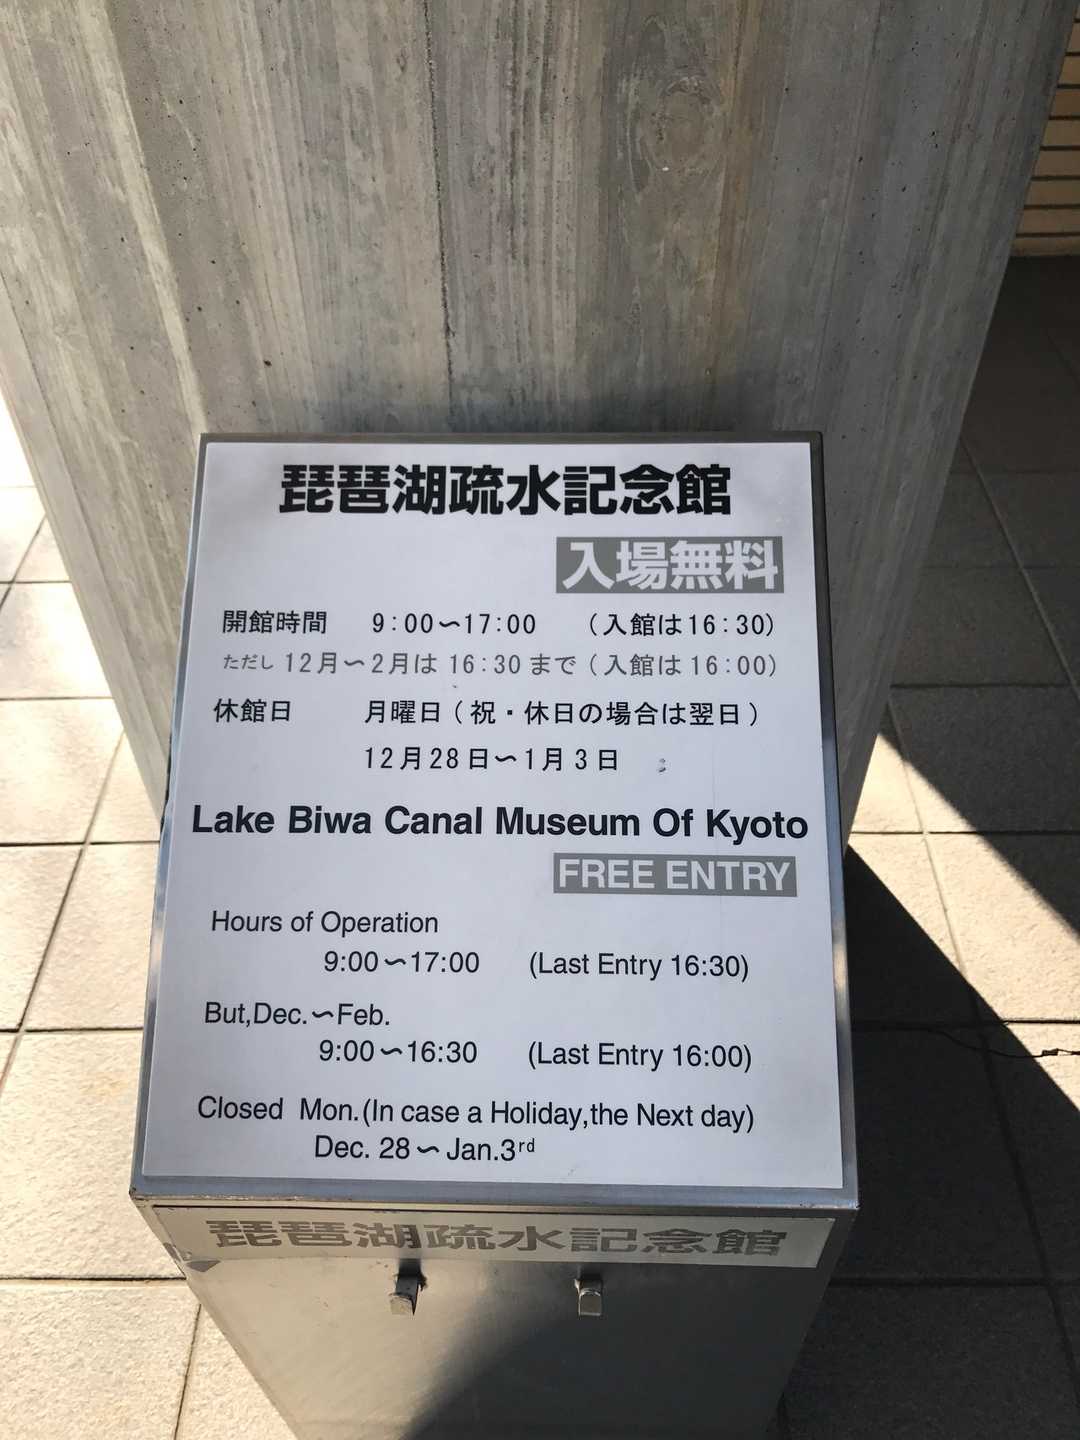 琵琶湖疏水記念館
入場無料
開館時間 9:00〜17:00 (入館は16:30)
ただし 12月〜2月は 16:30 まで (入館は 16:00)
休館日 月曜日 (祝・休日の場合は翌日)
12月28日〜1月3日
Lake Biwa Canal Museum Of Kyoto
FREE ENTRY
Hours of Operation
9:00〜17:00 (Last Entry 16:30)
But,Dec.〜Feb.
9:00〜16:30 (Last Entry 16:00)
Closed Mon.(In case a Holiday,the Next day)
Dec. 28〜Jan.3rd
琵琶湖疏水記念館